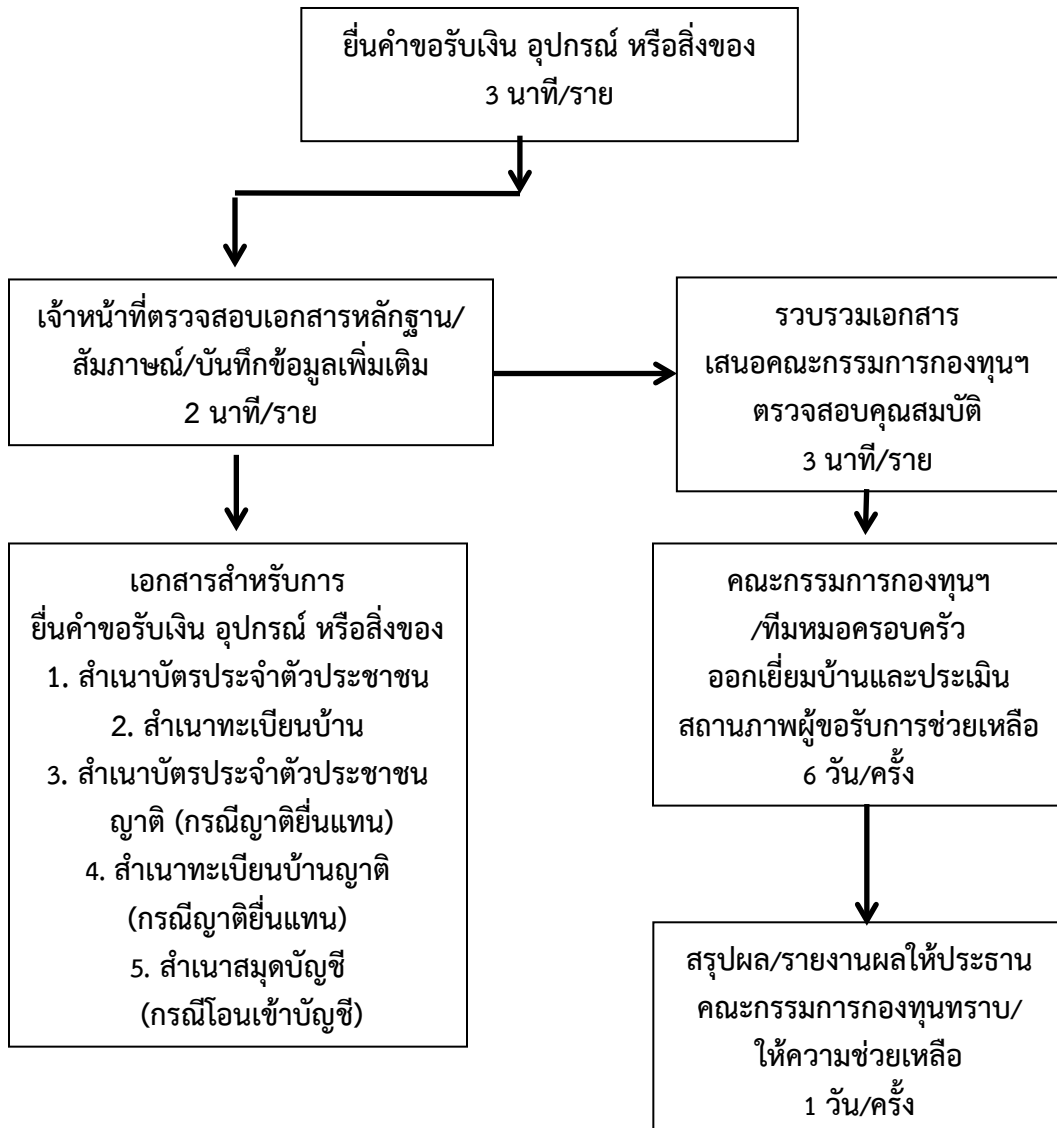 ยื่นคำขอรับเงิน อุปกรณ์ หรือสิ่งของ
3 นาที/ราย
เจ้าหน้าที่ตรวจสอบเอกสารหลักฐาน/
สัมภาษณ์/บันทึกข้อมูลเพิ่มเติม
2 นาที/ราย
รวบรวมเอกสาร
เสนอคณะกรรมการกองทุนฯ
ตรวจสอบคุณสมบัติ
3 นาที/ราย
เอกสารสำหรับการ
ยื่นคำขอรับเงิน อุปกรณ์ หรือสิ่งของ
1. สำเนาบัตรประจำตัวประชาชน
2. สำเนาทะเบียนบ้าน
3. สำเนาบัตรประจำตัวประชาชน
ญาติ (กรณีญาติยื่นแทน)
4. สำเนาทะเบียนบ้านญาติ
(กรณีญาติยื่นแทน)
5. สำเนาสมุดบัญชี
(กรณีโอนเข้าบัญชี)
คณะกรรมการกองทุนฯ
/ทีมหมอครอบครัว
ออกเยี่ยมบ้านและประเมิน
สถานภาพผู้ขอรับการช่วยเหลือ
6 วัน/ครั้ง
สรุปผล/รายงานผลให้ประธาน
คณะกรรมการกองทุนทราบ/
ให้ความช่วยเหลือ
1 วัน/ครั้ง